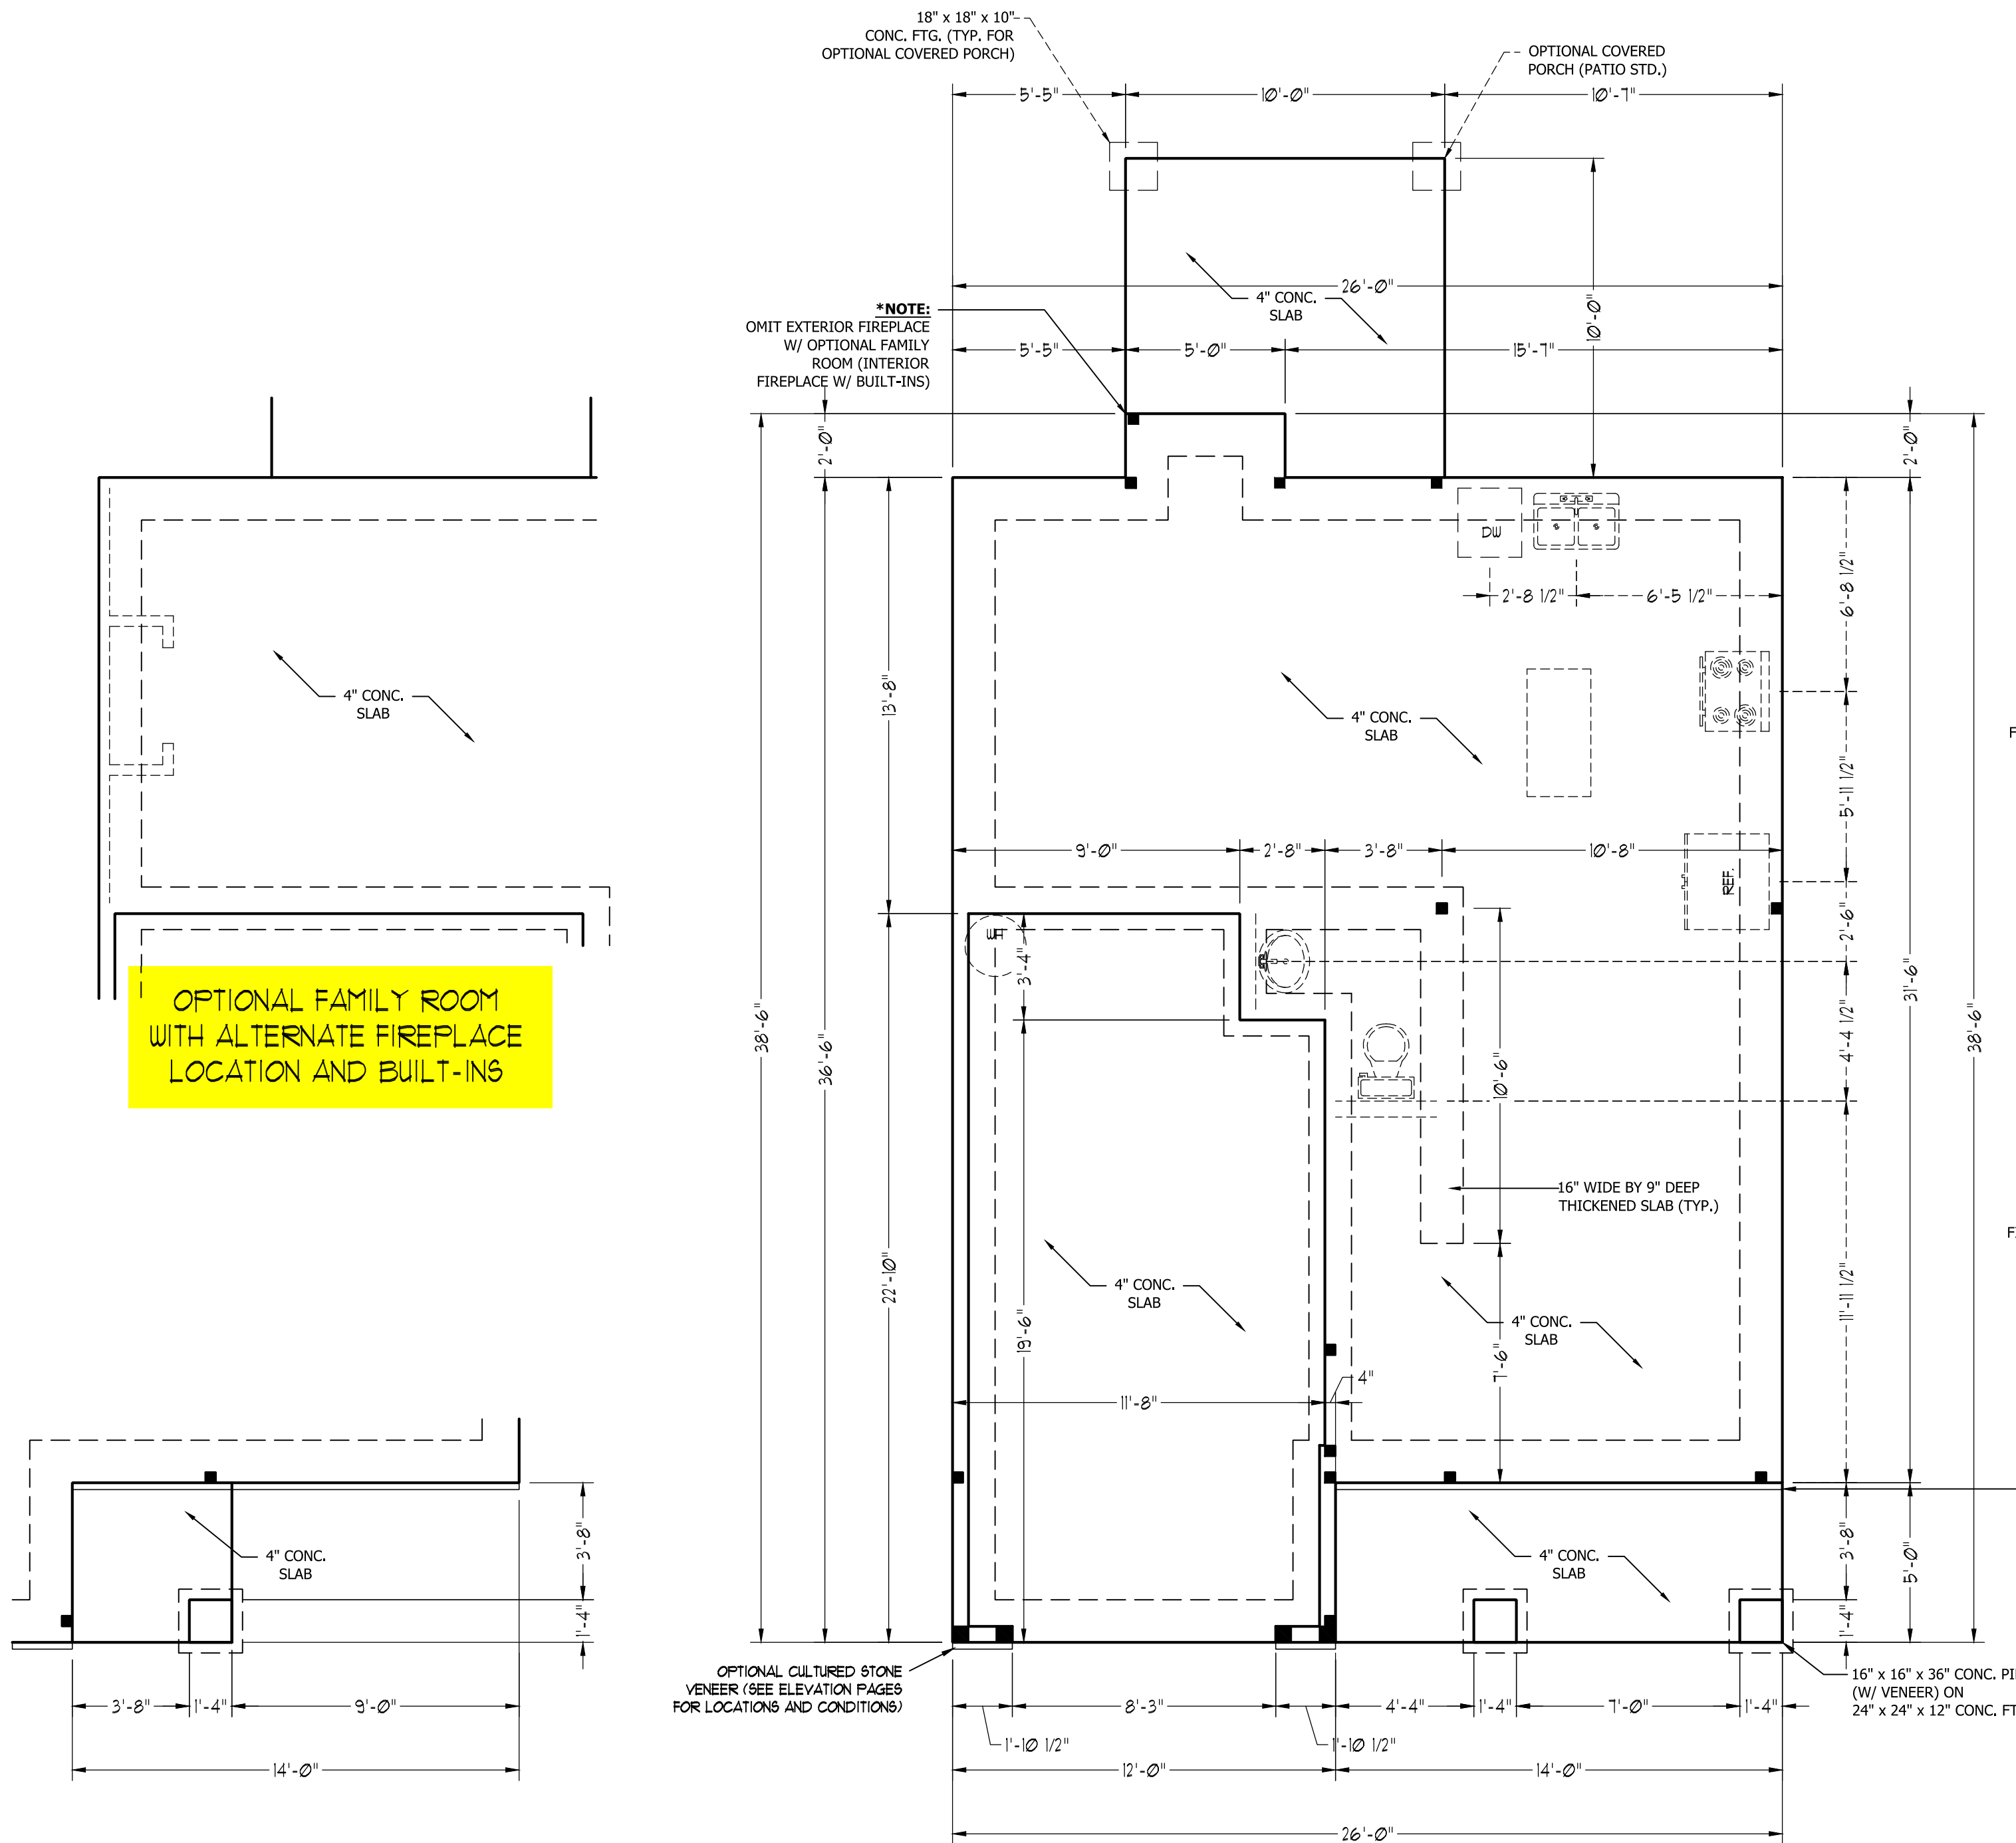 18" x 18" x 10"
CONC. FTG. (TYP. FOR
OPTIONAL COVERED PORCH)
OPTIONAL COVERED
PORCH (PATIO STD.)
5'-5"
10'-0"
10'-7"
26'-0"
4" CONC.
SLAB
10'-0"
*NOTE:
OMIT EXTERIOR FIREPLACE
W/ OPTIONAL FAMILY
ROOM (INTERIOR
FIREPLACE W/ BUILT-INS)
5'-5"
5'-0"
15'-7"
2'-0"
2'-0"
DW
2'-8 1/2"
6'-5 1/2"
6'-8 1/2"
13'-8"
4" CONC.
SLAB
4" CONC.
SLAB
5'-11 1/2"
9'-0"
2'-8"
3'-8"
10'-8"
REF.
2'-6"
WH
3'-4"
31'-6"
38'-6"
36'-6"
38'-6"
4'-4 1/2"
10'-6"
OPTIONAL FAMILY ROOM
WITH ALTERNATE FIREPLACE
LOCATION AND BUILT-INS
16" WIDE BY 9" DEEP
THICKENED SLAB (TYP.)
22'-10"
4" CONC.
SLAB
11'-11 1/2"
19'-6"
4" CONC.
SLAB
7'-6"
11'-8"
4"
4" CONC.
SLAB
3'-8"
1'-4"
4" CONC.
SLAB
3'-8"
5'-0"
1'-4"
OPTIONAL CULTURED STONE
VENEER (SEE ELEVATION PAGES
FOR LOCATIONS AND CONDITIONS)
16" x 16" x 36" CONC.
(W/ VENEER) ON
24" x 24" x 12" CONC.
3'-8"
1'-4"
9'-0"
8'-3"
4'-4"
1'-4"
7'-0"
1'-4"
1'-10 1/2"
1'-10 1/2"
14'-0"
12'-0"
14'-0"
26'-0"